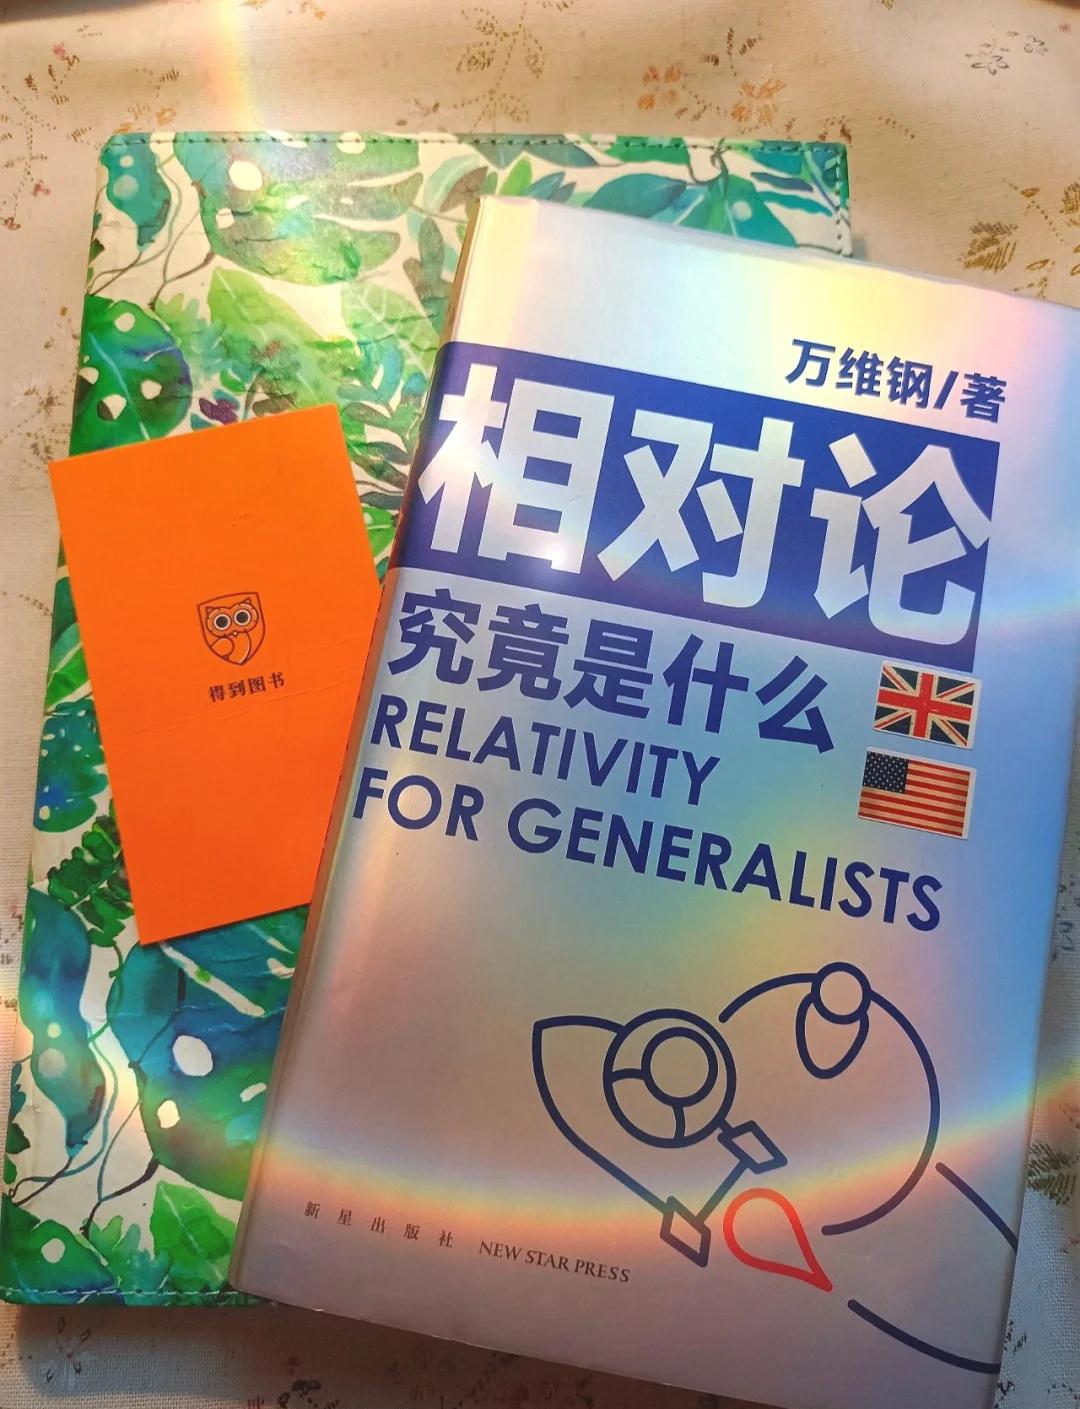 万维钢/著
相对论
究竟是什么
RELATIVITY
FOR GENERALISTS
新星出版社 NEW STAR PRESS
得到图书